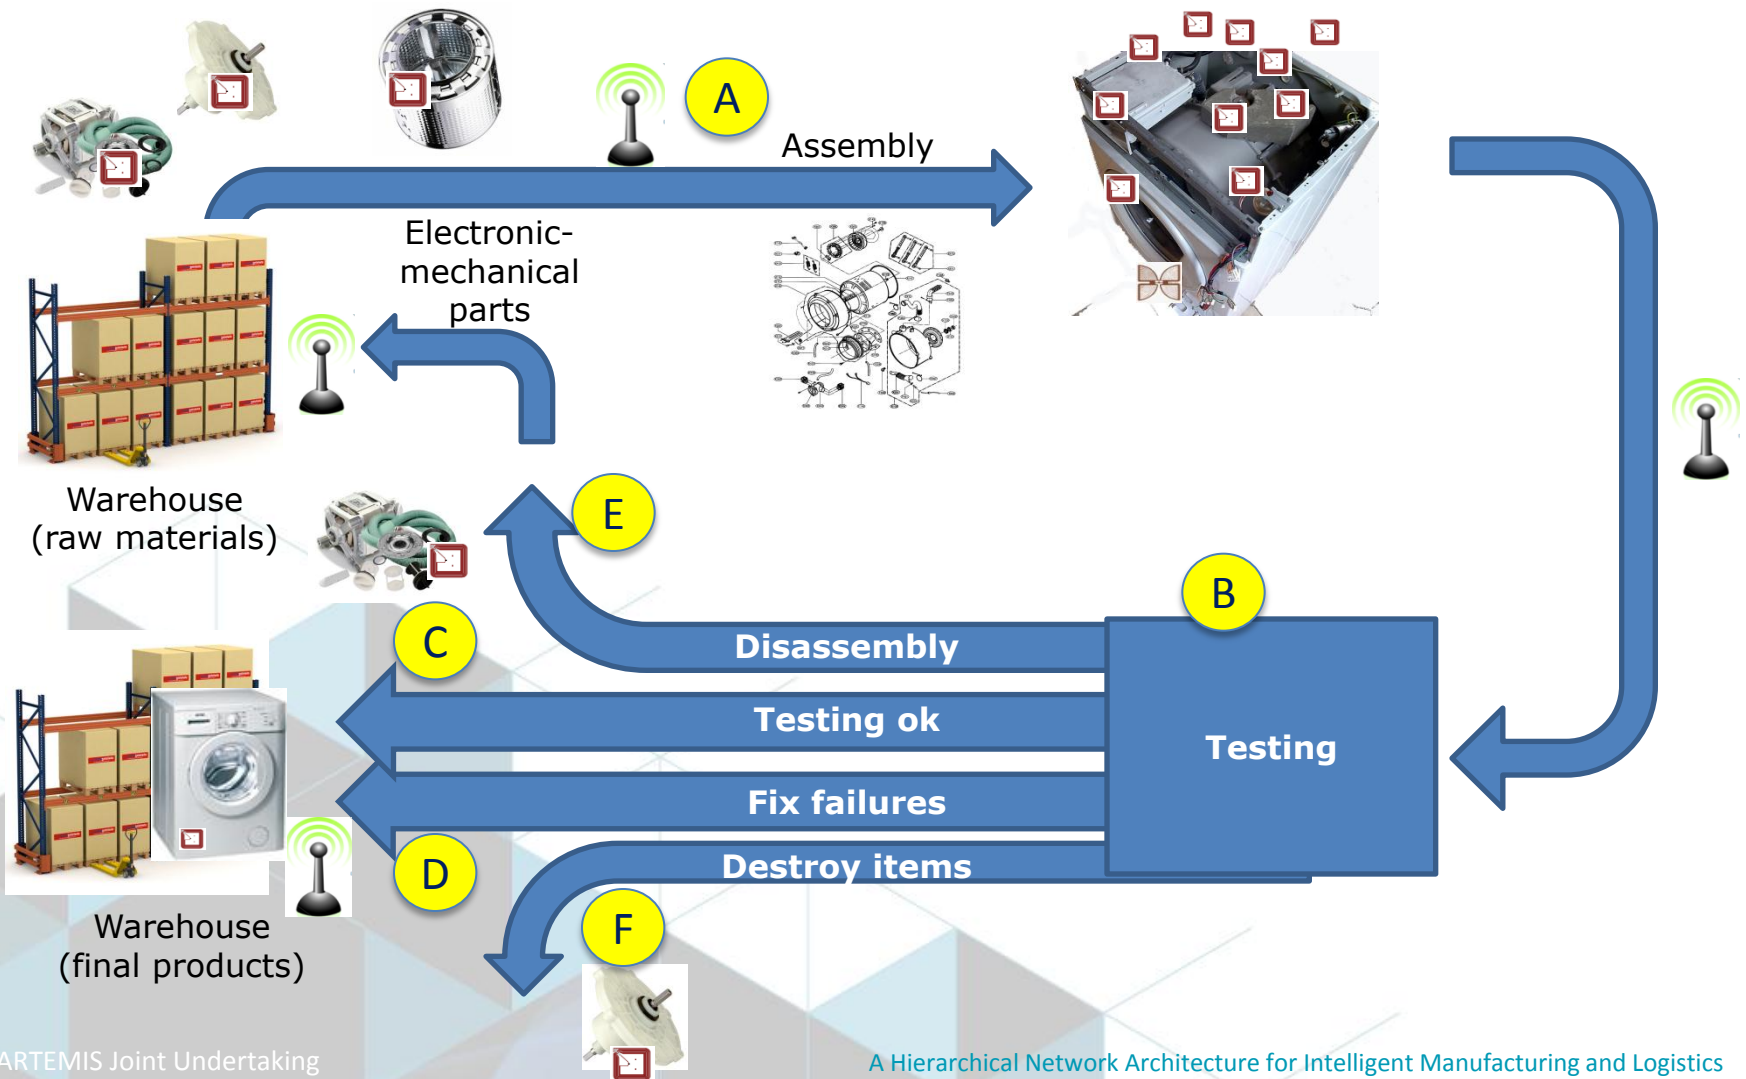 A
Assembly
Electronic-
mechanical
parts
Warehouse
(raw materials)
E
B
C
Disassembly
Testing ok
Testing
Fix failures
D
Destroy items
F
Warehouse
(final products)
ARTEMIS Joint Undertaking
A Hierarchical Network Architecture for Intelligent Manufacturing and Logistics